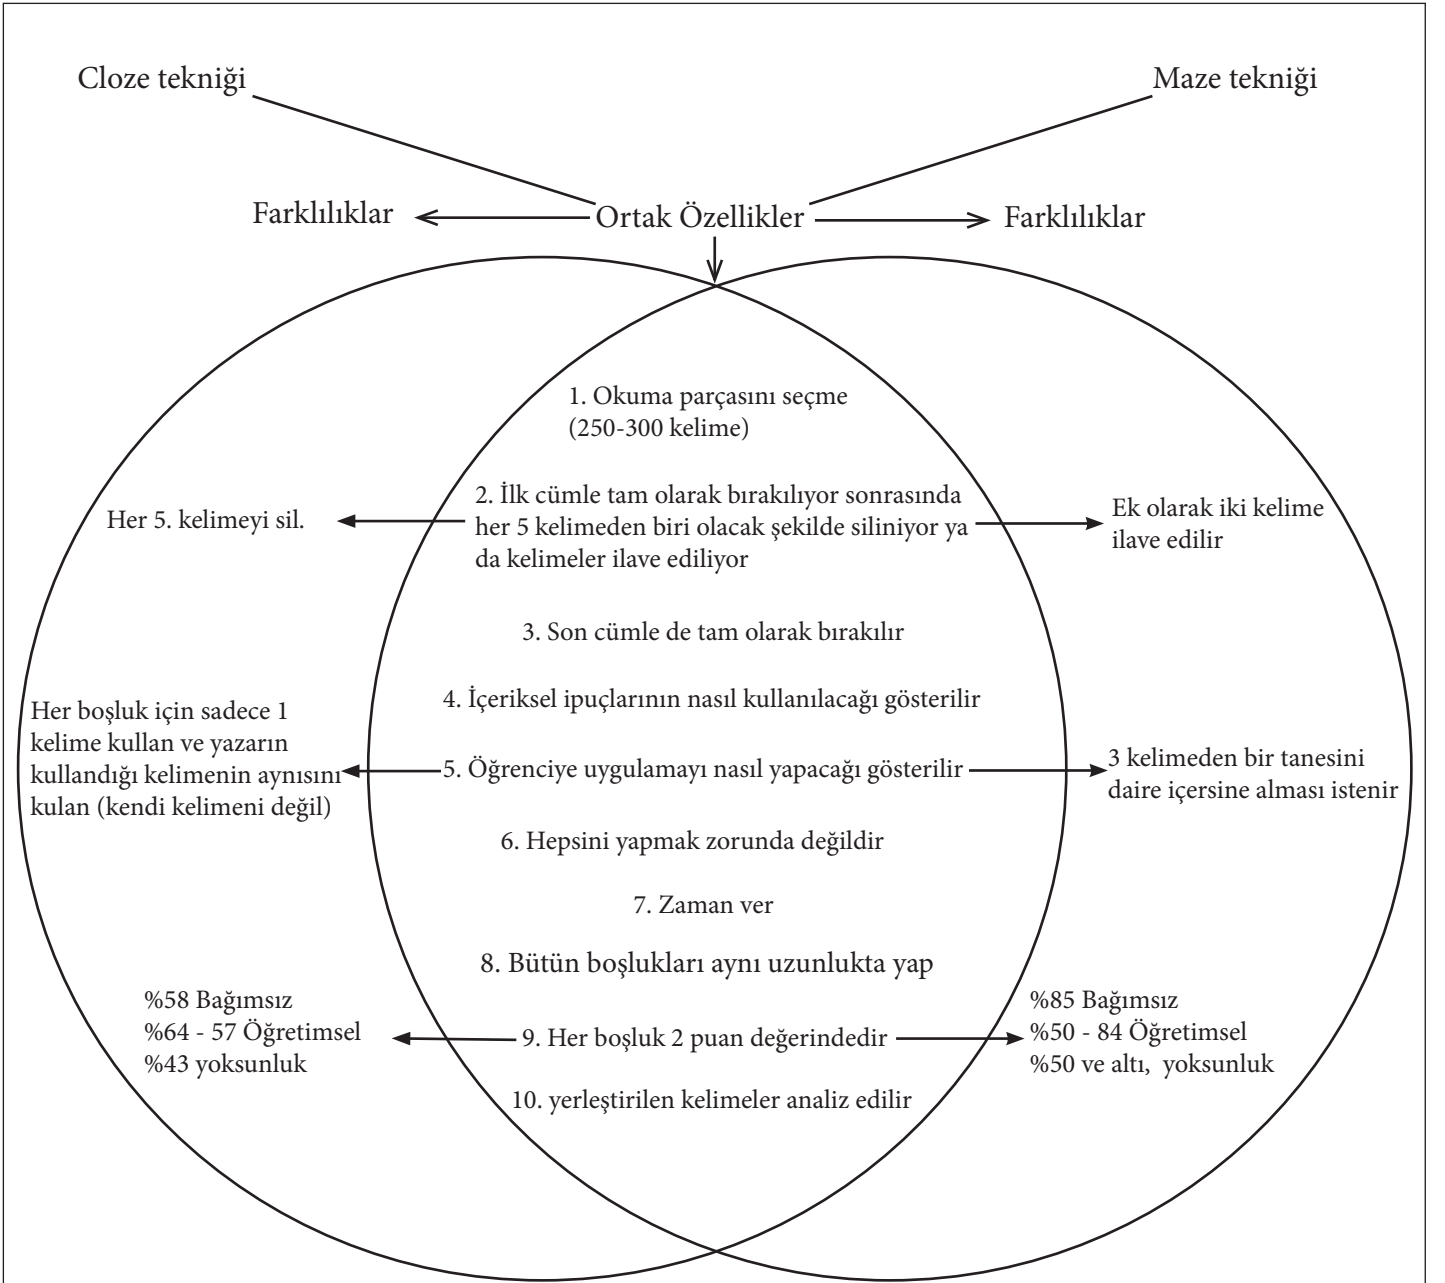 Cloze tekniği
Maze tekniği
Farklılıklar
Ortak Özellikler
Farklılıklar
1. Okuma parçasını seçme
(250-300 kelime)
Her 5. kelimeyi sil.
2. İlk cümle tam olarak bırakılıyor sonrasında
her 5 kelimeden biri olacak şekilde siliniyor ya
da kelimeler ilave ediliyor
Ek olarak iki kelime
ilave edilir
3. Son cümle de tam olarak bırakılır
4. İçeriksel ipuçlarının nasıl kullanılacağı gösterilir
Her boşluk için sadece 1
kelime kullan ve yazarın
kullandığı kelimenin aynısını
kulan (kendi kelimeni değil)
5. Öğrenciye uygulamayı nasıl yapacağı gösterilir
3 kelimeden bir tanesini
daire içersine alması istenir
6. Hepsini yapmak zorunda değildir
7. Zaman ver
8. Bütün boşlukları aynı uzunlukta yap
%58 Bağımsız
%64 - 57 Öğretimsel
%43 yoksunluk
9. Her boşluk 2 puan değerindedir
%85 Bağımsız
%50 - 84 Öğretimsel
%50 ve altı, yoksunluk
10. yerleştirilen kelimeler analiz edilir